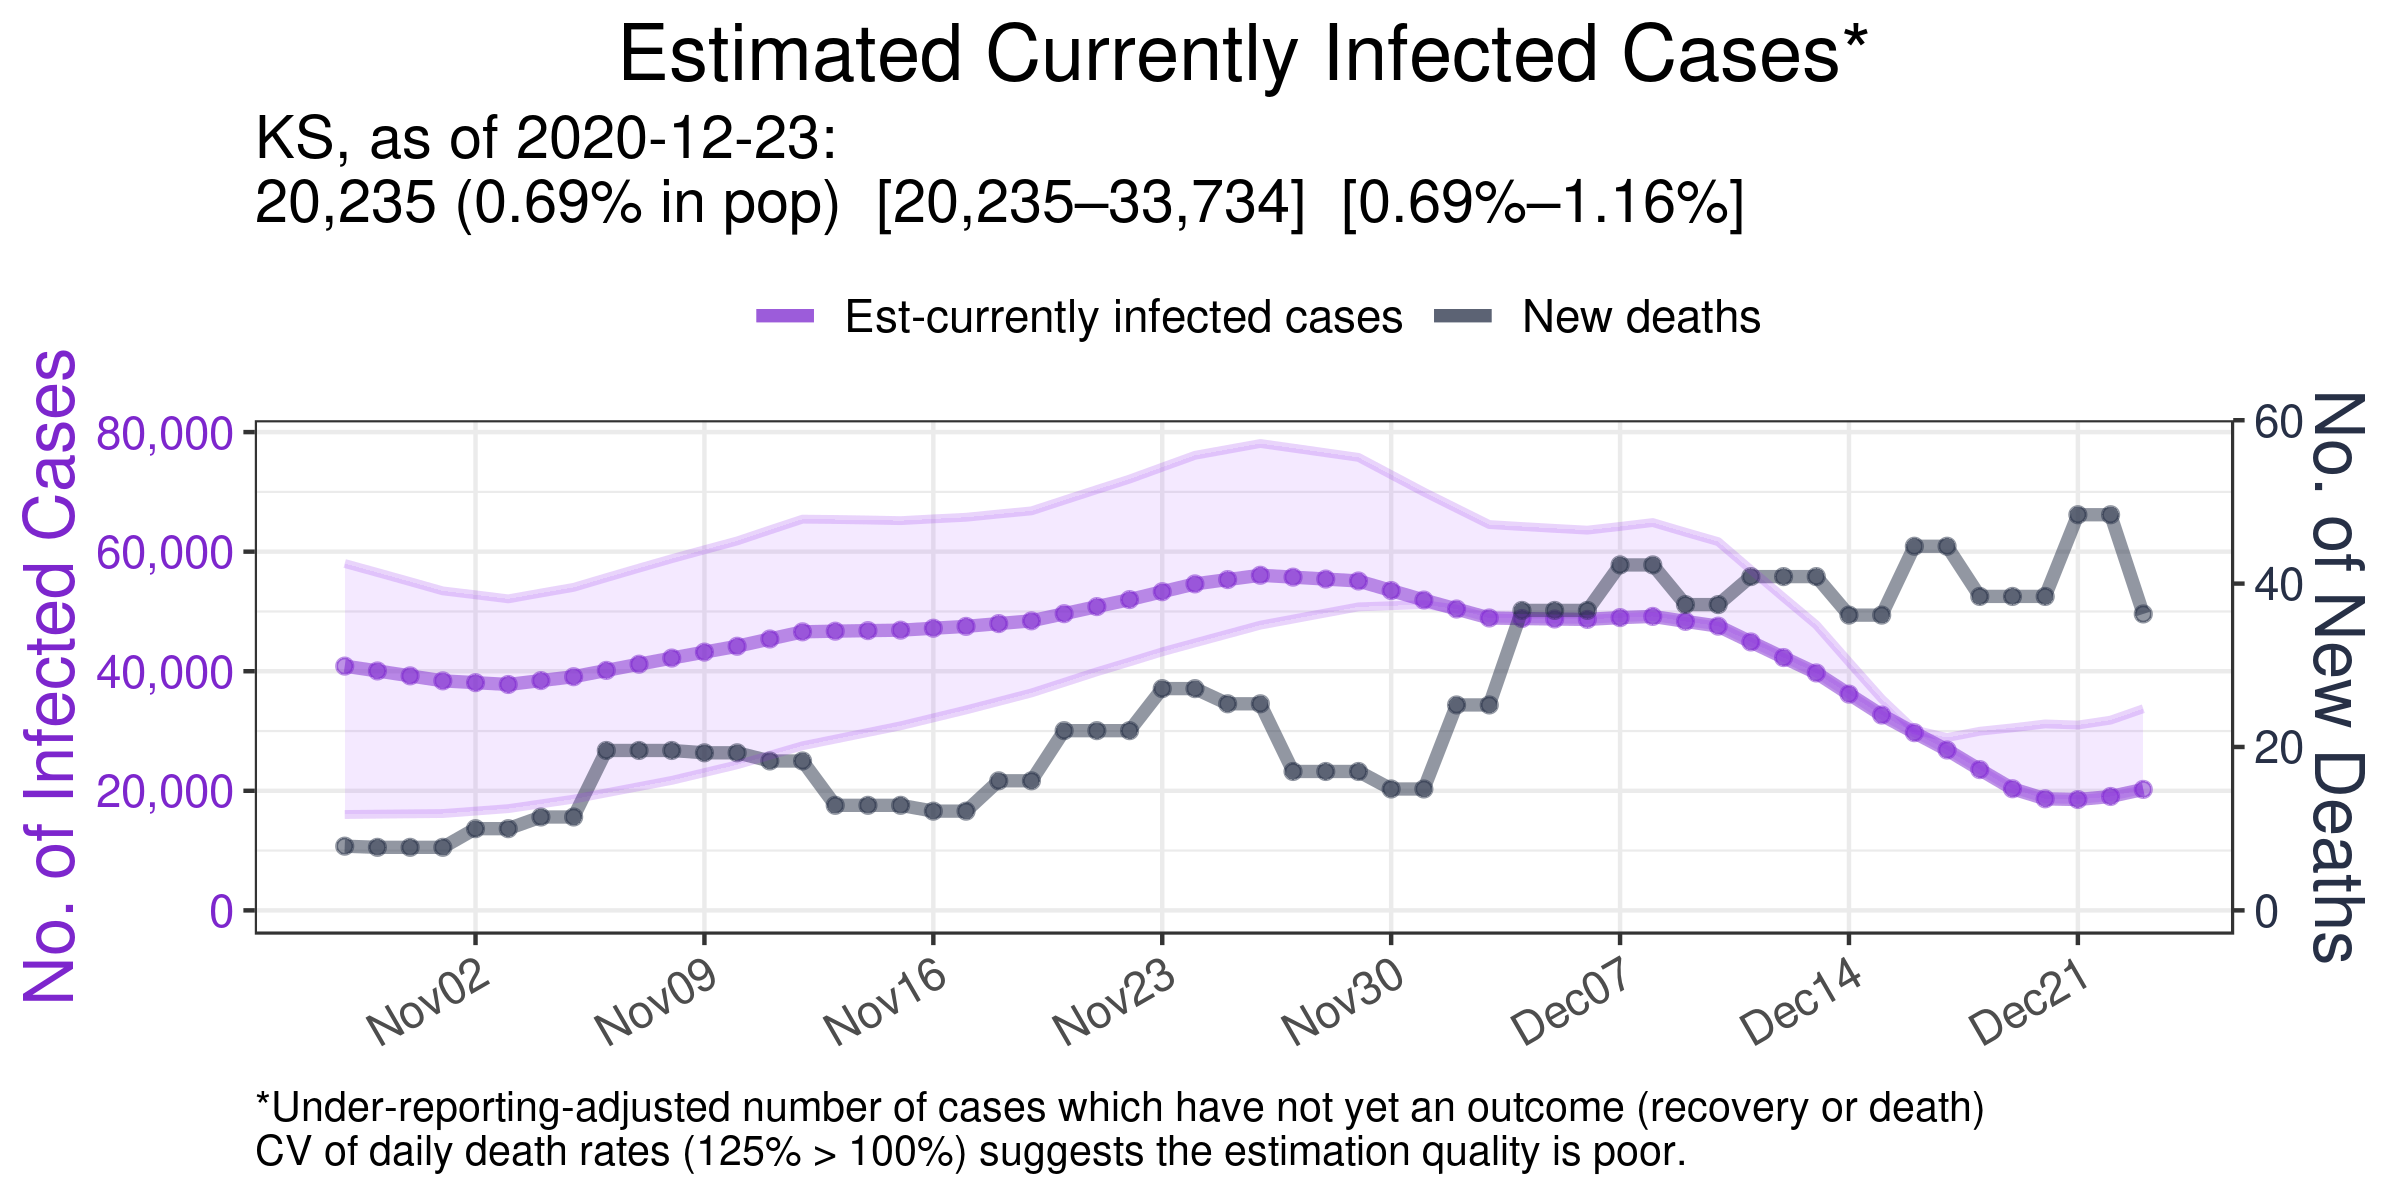 Estimated Currently Infected Cases*
KS, as of 2020-12-23:
20,235 (0.69% in pop) [20,235–33,734] [0.69%–1.16%]
Est-currently infected cases New deaths
No. of Infected Cases
80,000
60,000
40,000
20,000
0
60
40
20
0
No. of New Deaths
Nov02 Nov09 Nov16 Nov23 Nov30 Dec07 Dec14 Dec21
*Under-reporting-adjusted number of cases which have not yet an outcome (recovery or death)
CV of daily death rates (125% > 100%) suggests the estimation quality is poor.